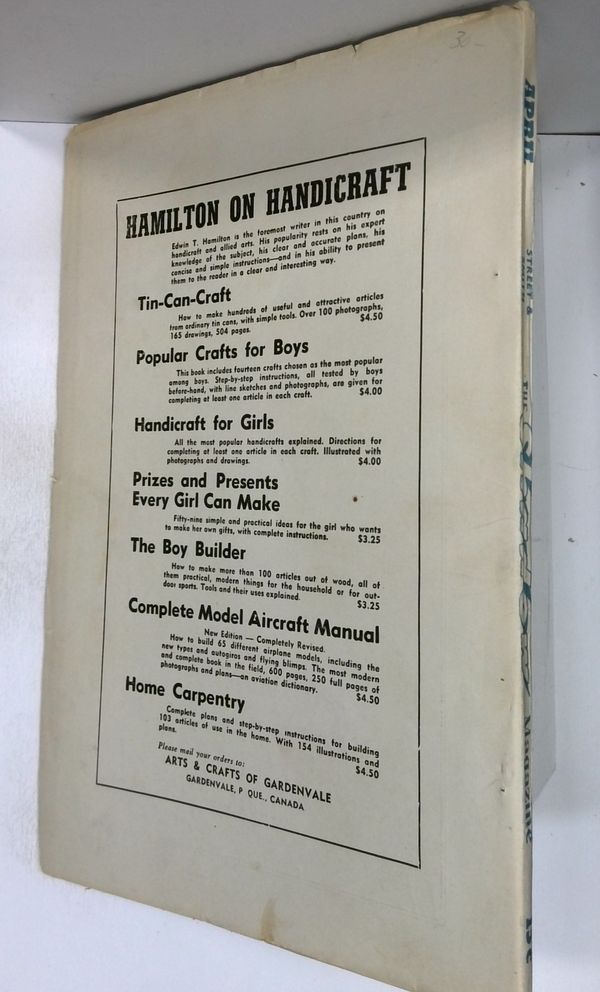 30-
HAMILTON ON HANDICRAFT
Edwin T. Hamilton is the foremost writer in this country on
handicraft and allied arts. His popularity rests on his expert
knowledge of the subject, his clear and accurate plans, his
concise and simple instructions—and in his ability to present
them to the reader in a clear and interesting way.
Tin-Can-Craft
How to make hundreds of useful and attractive articles
from ordinary tin cans, with simple tools. Over 100 photographs,
165 drawings, 504 pages. $4.50
Popular Crafts for Boys
This book includes fourteen crafts chosen as the most popular
among boys. Step-by-step instructions, all tested by boys
before-hand, with line sketches and photographs, are given for
completing at least one article in each craft. $4.00
Handicraft for Girls
All the most popular handicrafts explained. Directions for
completing at least one article in each craft. Illustrated with
photographs and drawings. $4.00
Prizes and Presents
Every Girl Can Make
Fifty-nine simple and practical ideas for the girl who wants
to make her own gifts, with complete instructions. $3.25
The Boy Builder
How to make more than 100 articles out of wood, all of
them practical, modern things for the household or for out-
door sports. Tools and their uses explained. $3.25
Complete Model Aircraft Manual
New Edition — Completely Revised.
How to build 65 different airplane models, including the
new types and autogiros and flying blimps. The most modern
and complete book in the field, 600 pages, 250 full pages of
photographs and plans—an aviation dictionary. $4.50
Home Carpentry
Complete plans and step-by-step instructions for building
103 articles of use in the home. With 154 illustrations and
plans. $4.50
Please mail your orders to:
ARTS & CRAFTS OF GARDENVALE
GARDENVALE, P QUE., CANADA
APRIL
STREET &
THE Shadow Magazine
15c